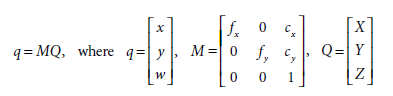 q = MQ, where q = [x y w], M = [f_x 0 c_x; 0 f_y c_y; 0 0 1], Q = [X Y Z]